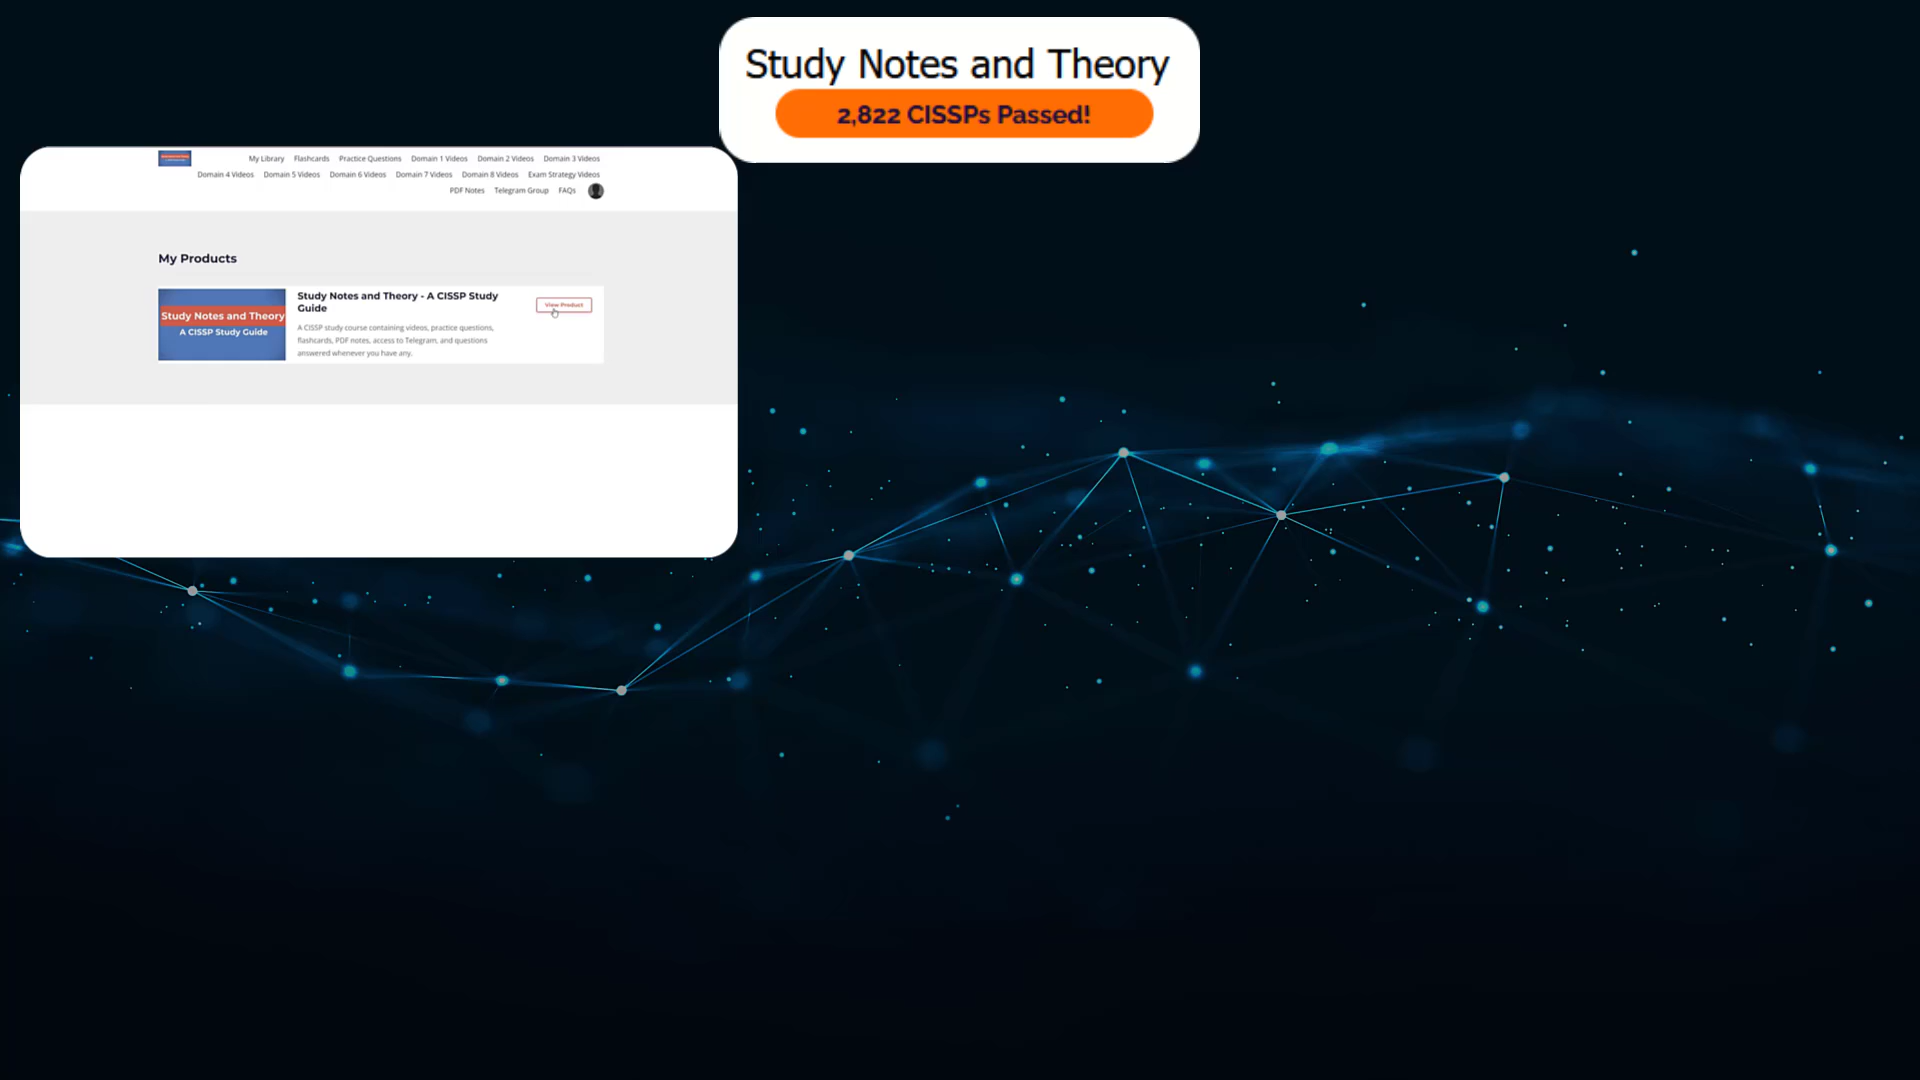 Study Notes and Theory
2,822 CISSPs Passed!
My Library Flashcards Practice Questions Domain 1 Videos Domain 2 Videos Domain 3 Videos
Domain 4 Videos Domain 5 Videos Domain 6 Videos Domain 7 Videos Domain 8 Videos Exam Strategy Videos
PDF Notes Telegram Group FAQs
My Products
Study Notes and Theory
A CISSP Study Guide
Study Notes and Theory - A CISSP Study
Guide
View Product
A CISSP study course containing videos, practice questions,
flashcards, PDF notes, access to Telegram, and questions
answered whenever you have any.